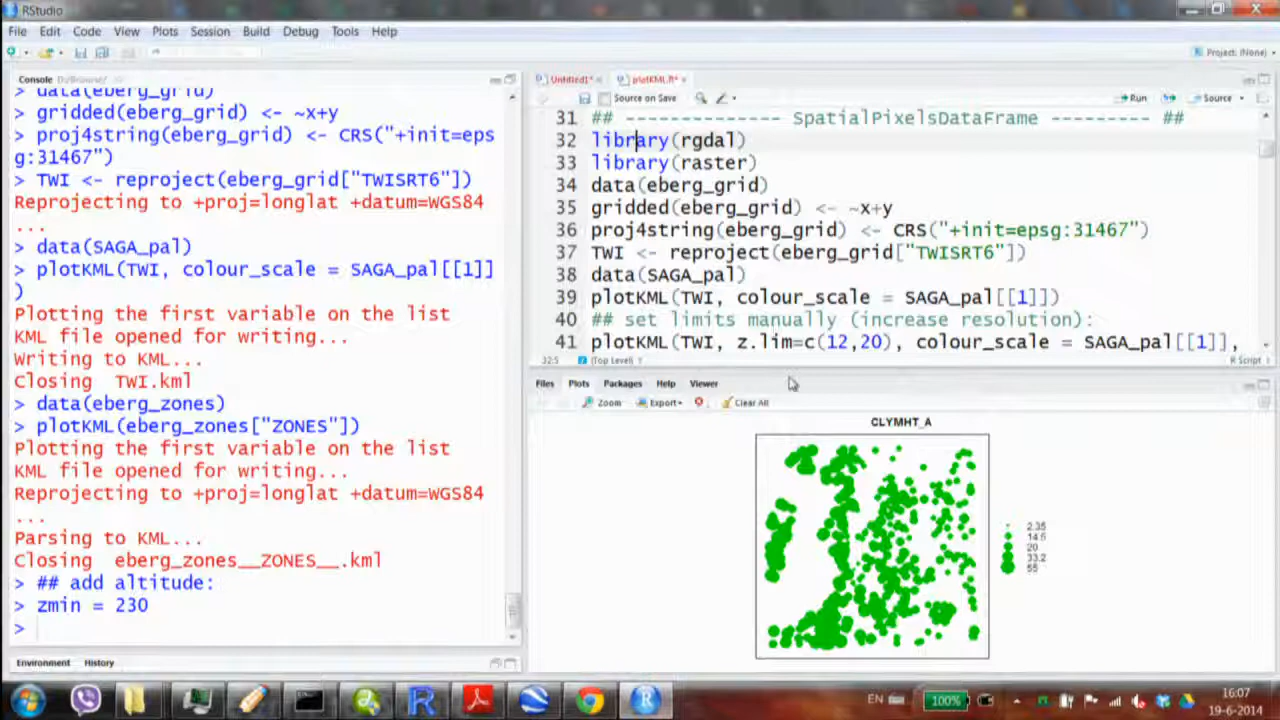 RStudio
File Edit Code View Plots Session Build Debug Tools Help
Project: (None)
Console
> data(eberg_grid)
> gridded(eberg_grid) <- ~x+y
> proj4string(eberg_grid) <- CRS("+init=eps
g:31467")
> TWI <- reproject(eberg_grid["TWISRT6"])
Reprojecting to +proj=longlat +datum=WGS84
...
> data(SAGA_pal)
> plotKML(TWI, colour_scale = SAGA_pal[[1]]
)
Plotting the first variable on the list
KML file opened for writing...
Writing to KML...
Closing  TWI.kml
> data(eberg_zones)
> plotKML(eberg_zones["ZONES"])
Plotting the first variable on the list
KML file opened for writing...
Reprojecting to +proj=longlat +datum=WGS84
...
Parsing to KML...
Closing  eberg_zones__ZONES__.kml
> ## add altitude:
> zmin = 230
>
Environment History
Untitled1* plotKML.R*
Source on Save Run Source
31 ## -------------- SpatialPixelsDataFrame --------- ##
32 library(rgdal)
33 library(raster)
34 data(eberg_grid)
35 gridded(eberg_grid) <- ~x+y
36 proj4string(eberg_grid) <- CRS("+init=epsg:31467")
37 TWI <- reproject(eberg_grid["TWISRT6"])
38 data(SAGA_pal)
39 plotKML(TWI, colour_scale = SAGA_pal[[1]])
40 ## set limits manually (increase resolution):
41 plotKML(TWI, z.lim=c(12,20), colour_scale = SAGA_pal[[1]],
32:5 (Top Level) R Script
Files Plots Packages Help Viewer
Zoom Export Clear All
CLYMHT_A
2.35
14.6
20
33.2
55
EN 100% 16:07
19-6-2014